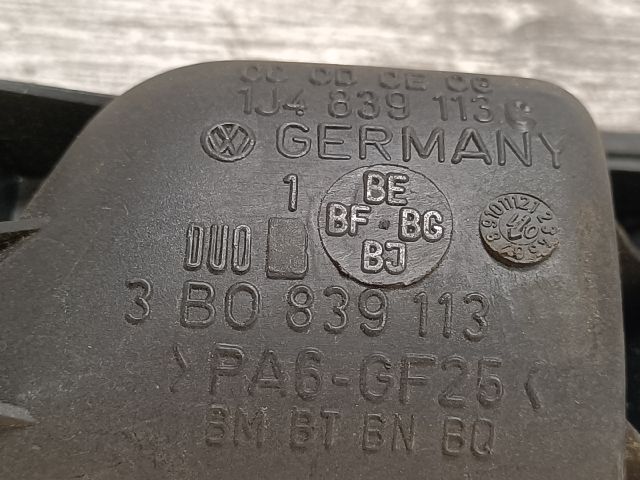 CC CD CE CG
1J4 839 113 C
VW GERMANY
1
BE
BF · BG
BJ
DUO
3 B0 839 113
>PA6-GF25<
BM BT BN BQ